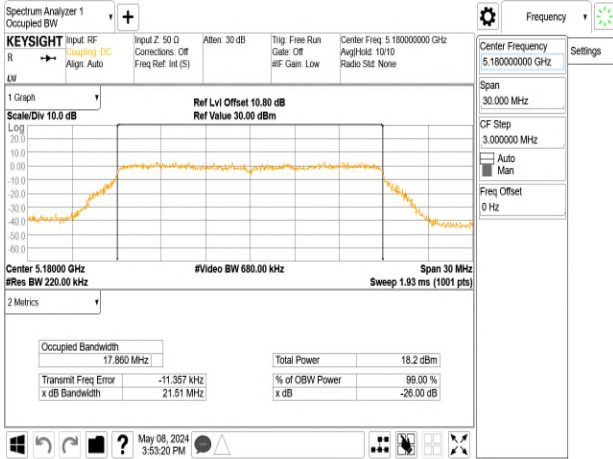 Spectrum Analyzer 1
Occupied BW
Frequency
KEYSIGHT
R
Input: RF
Coupling: DC
Align: Auto
Input Z: 50 Ω
Corrections: Off
Freq Ref: Int (S)
Atten: 30 dB
Trig: Free Run
Gate: Off
#IF Gain: Low
Center Freq: 5.180000000 GHz
Avg|Hold: 10/10
Radio Std: None
Center Frequency
5.180000000 GHz
Settings
Span
30.000 MHz
CF Step
3.000000 MHz
Auto
Man
Freq Offset
0 Hz
1 Graph
Scale/Div 10.0 dB
Ref Lvl Offset 10.80 dB
Ref Value 30.00 dBm
Log
20.0
10.0
0.00
-10.0
-20.0
-30.0
-40.0
-50.0
-60.0
Center 5.18000 GHz
#Res BW 220.00 kHz
#Video BW 680.00 kHz
Span 30 MHz
Sweep 1.93 ms (1001 pts)
2 Metrics
Occupied Bandwidth
17.860 MHz
Total Power 18.2 dBm
Transmit Freq Error -11.357 kHz
% of OBW Power 99.00 %
x dB Bandwidth 21.51 MHz
x dB -26.00 dB
?
May 08, 2024
3:53:20 PM